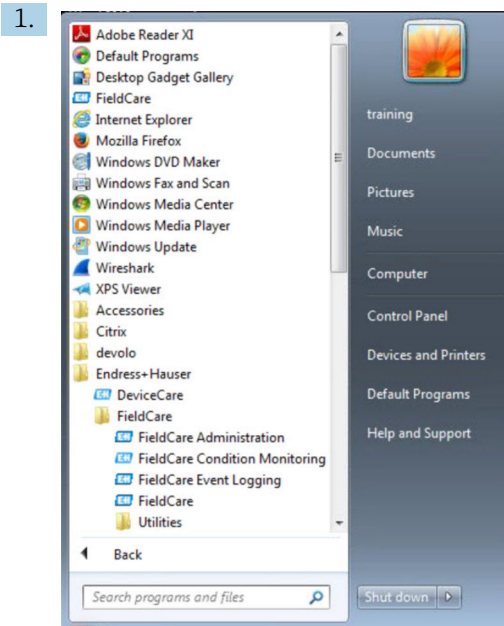 1.
Adobe Reader XI
Default Programs
Desktop Gadget Gallery
FieldCare
Internet Explorer
Mozilla Firefox
Windows DVD Maker
Windows Fax and Scan
Windows Media Center
Windows Media Player
Windows Update
Wireshark
XPS Viewer
Accessories
Citrix
devolo
Endress+Hauser
DeviceCare
FieldCare
FieldCare Administration
FieldCare Condition Monitoring
FieldCare Event Logging
FieldCare
Utilities
Back
Search programs and files
training
Documents
Pictures
Music
Computer
Control Panel
Devices and Printers
Default Programs
Help and Support
Shut down